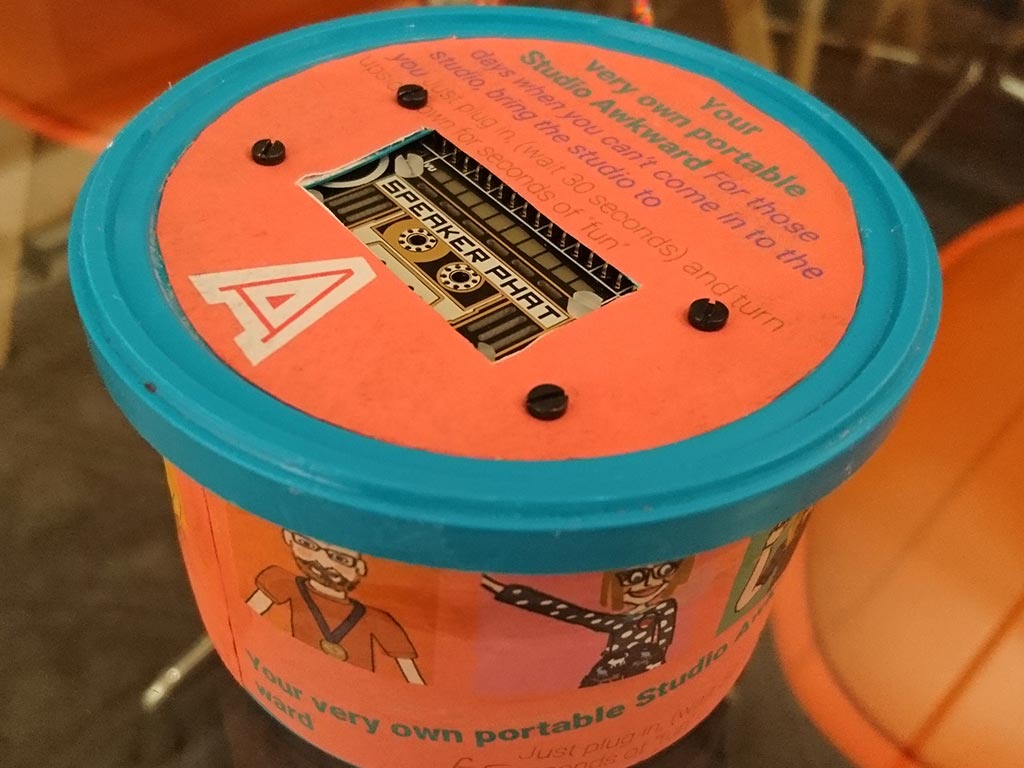 Your
very own portable
Studio Awkward For those
days when you can't come in to the
studio, bring the studio to
you Just plug in, (wait 30 seconds) and turn
for seconds of "fun"
A
SPEAKER PHAT
Your very own portable Studio
ward
Just plug in,